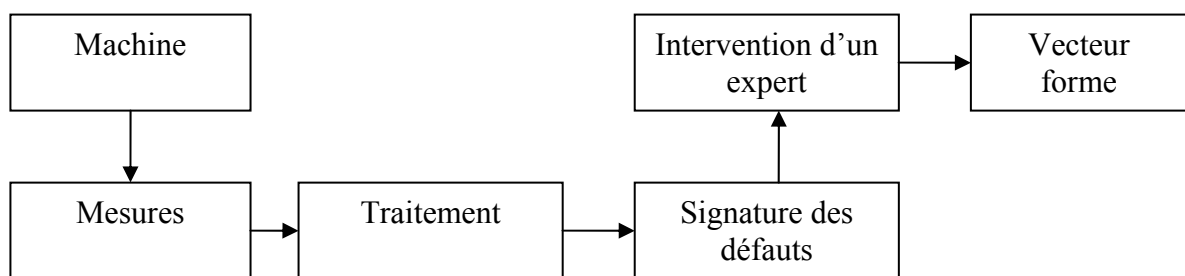 Machine
Intervention d’un
expert
Vecteur
forme
Mesures
Traitement
Signature des
défauts